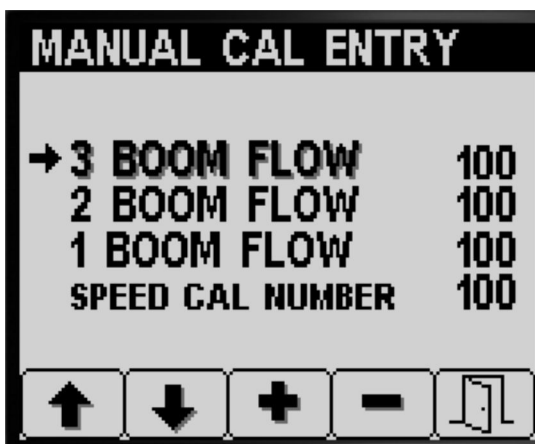 MANUAL CAL ENTRY
3 BOOM FLOW 100
2 BOOM FLOW 100
1 BOOM FLOW 100
SPEED CAL NUMBER 100